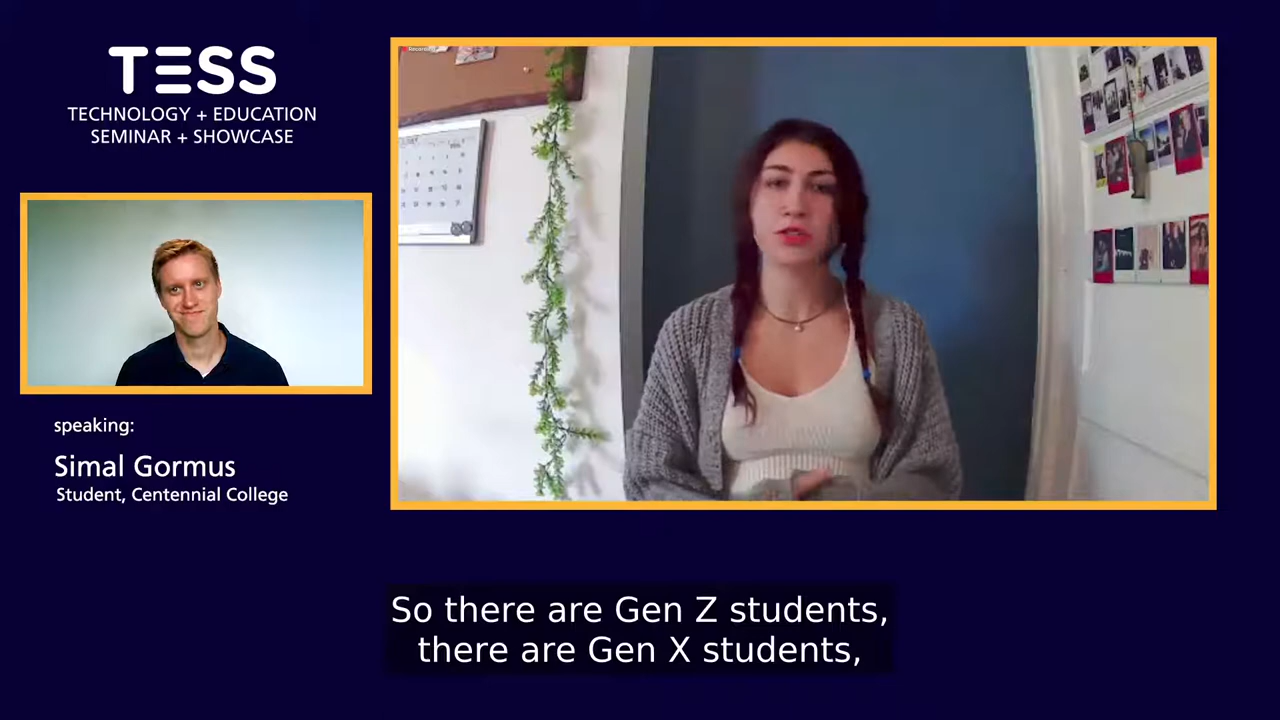 TESS
TECHNOLOGY + EDUCATION
SEMINAR + SHOWCASE
Recording
speaking:
Simal Gormus
Student, Centennial College
So there are Gen Z students,
there are Gen X students,